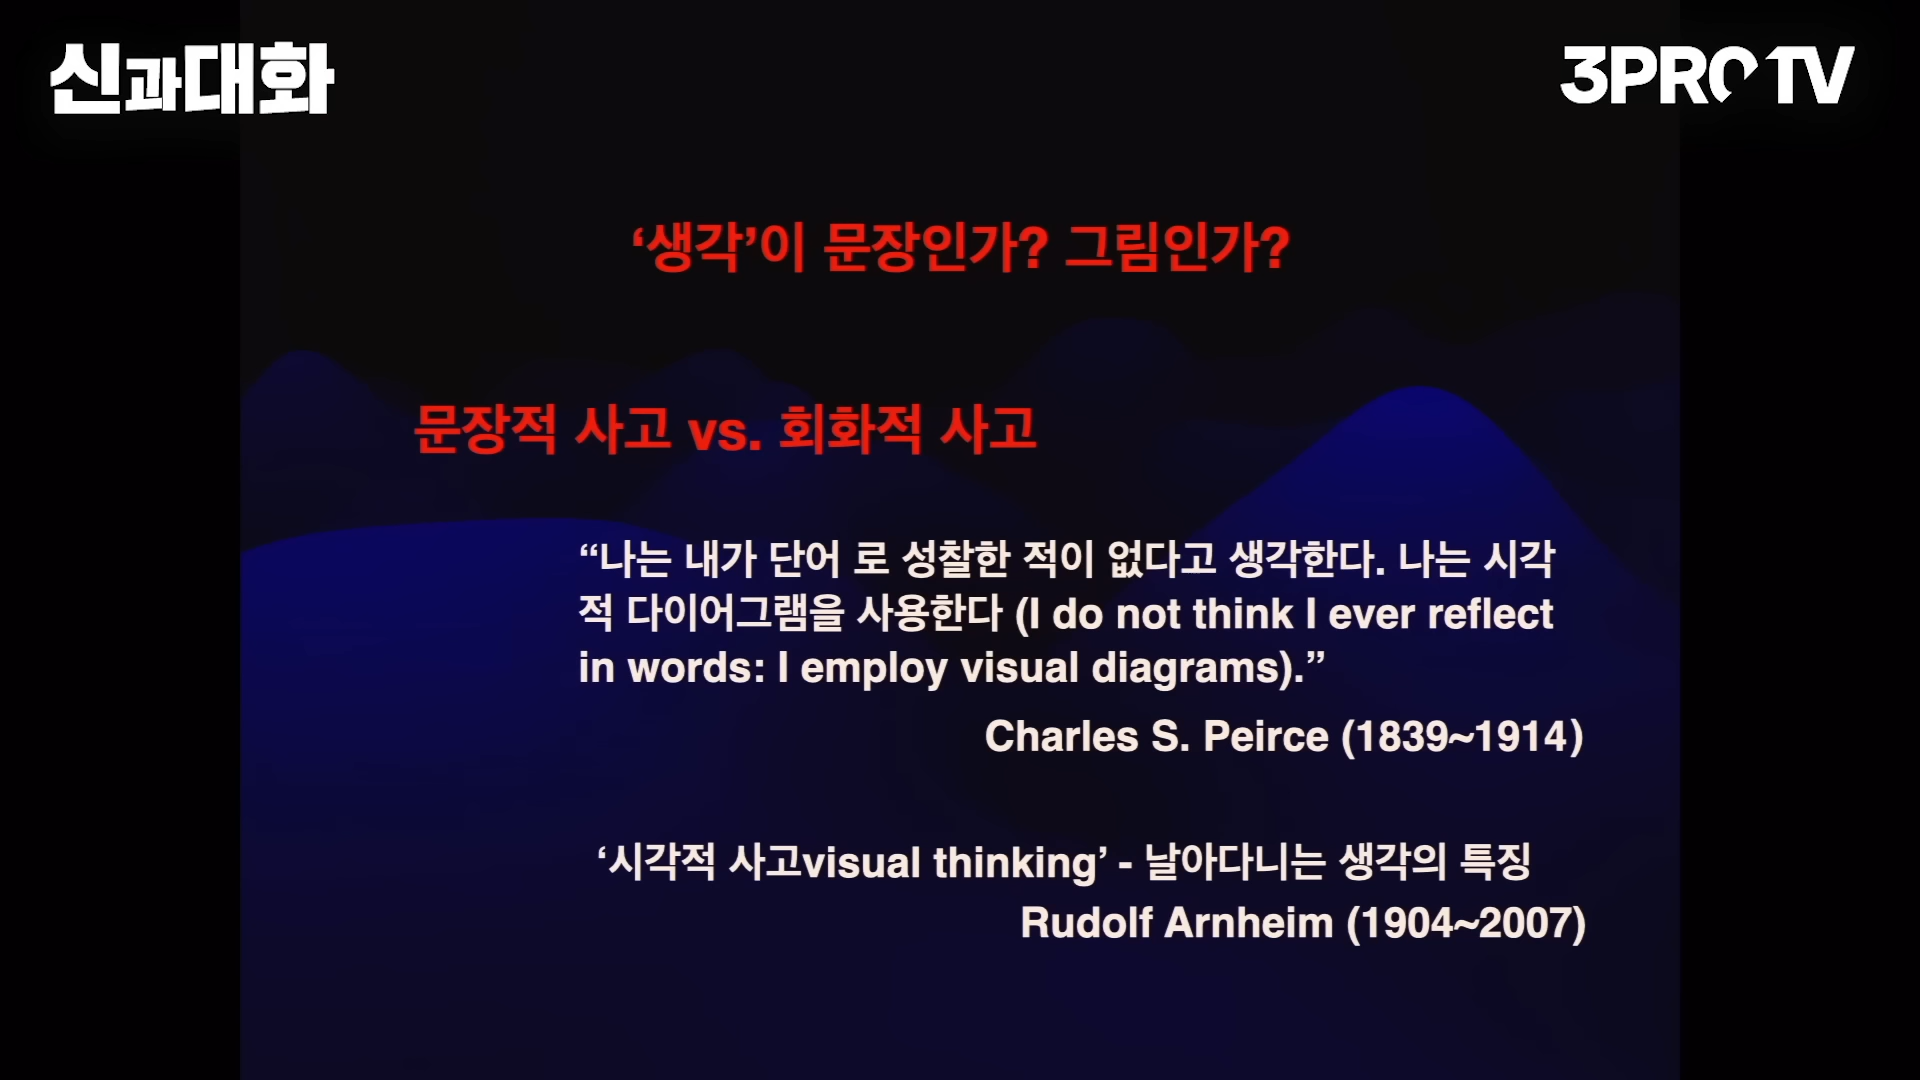 신과대화
3PROTV
‘생각’이 문장인가? 그림인가?
문장적 사고 vs. 회화적 사고
“나는 내가 단어 로 성찰한 적이 없다고 생각한다. 나는 시각
적 다이어그램을 사용한다 (I do not think I ever reflect
in words: I employ visual diagrams).”
Charles S. Peirce (1839~1914)
‘시각적 사고visual thinking’ - 날아다니는 생각의 특징
Rudolf Arnheim (1904~2007)